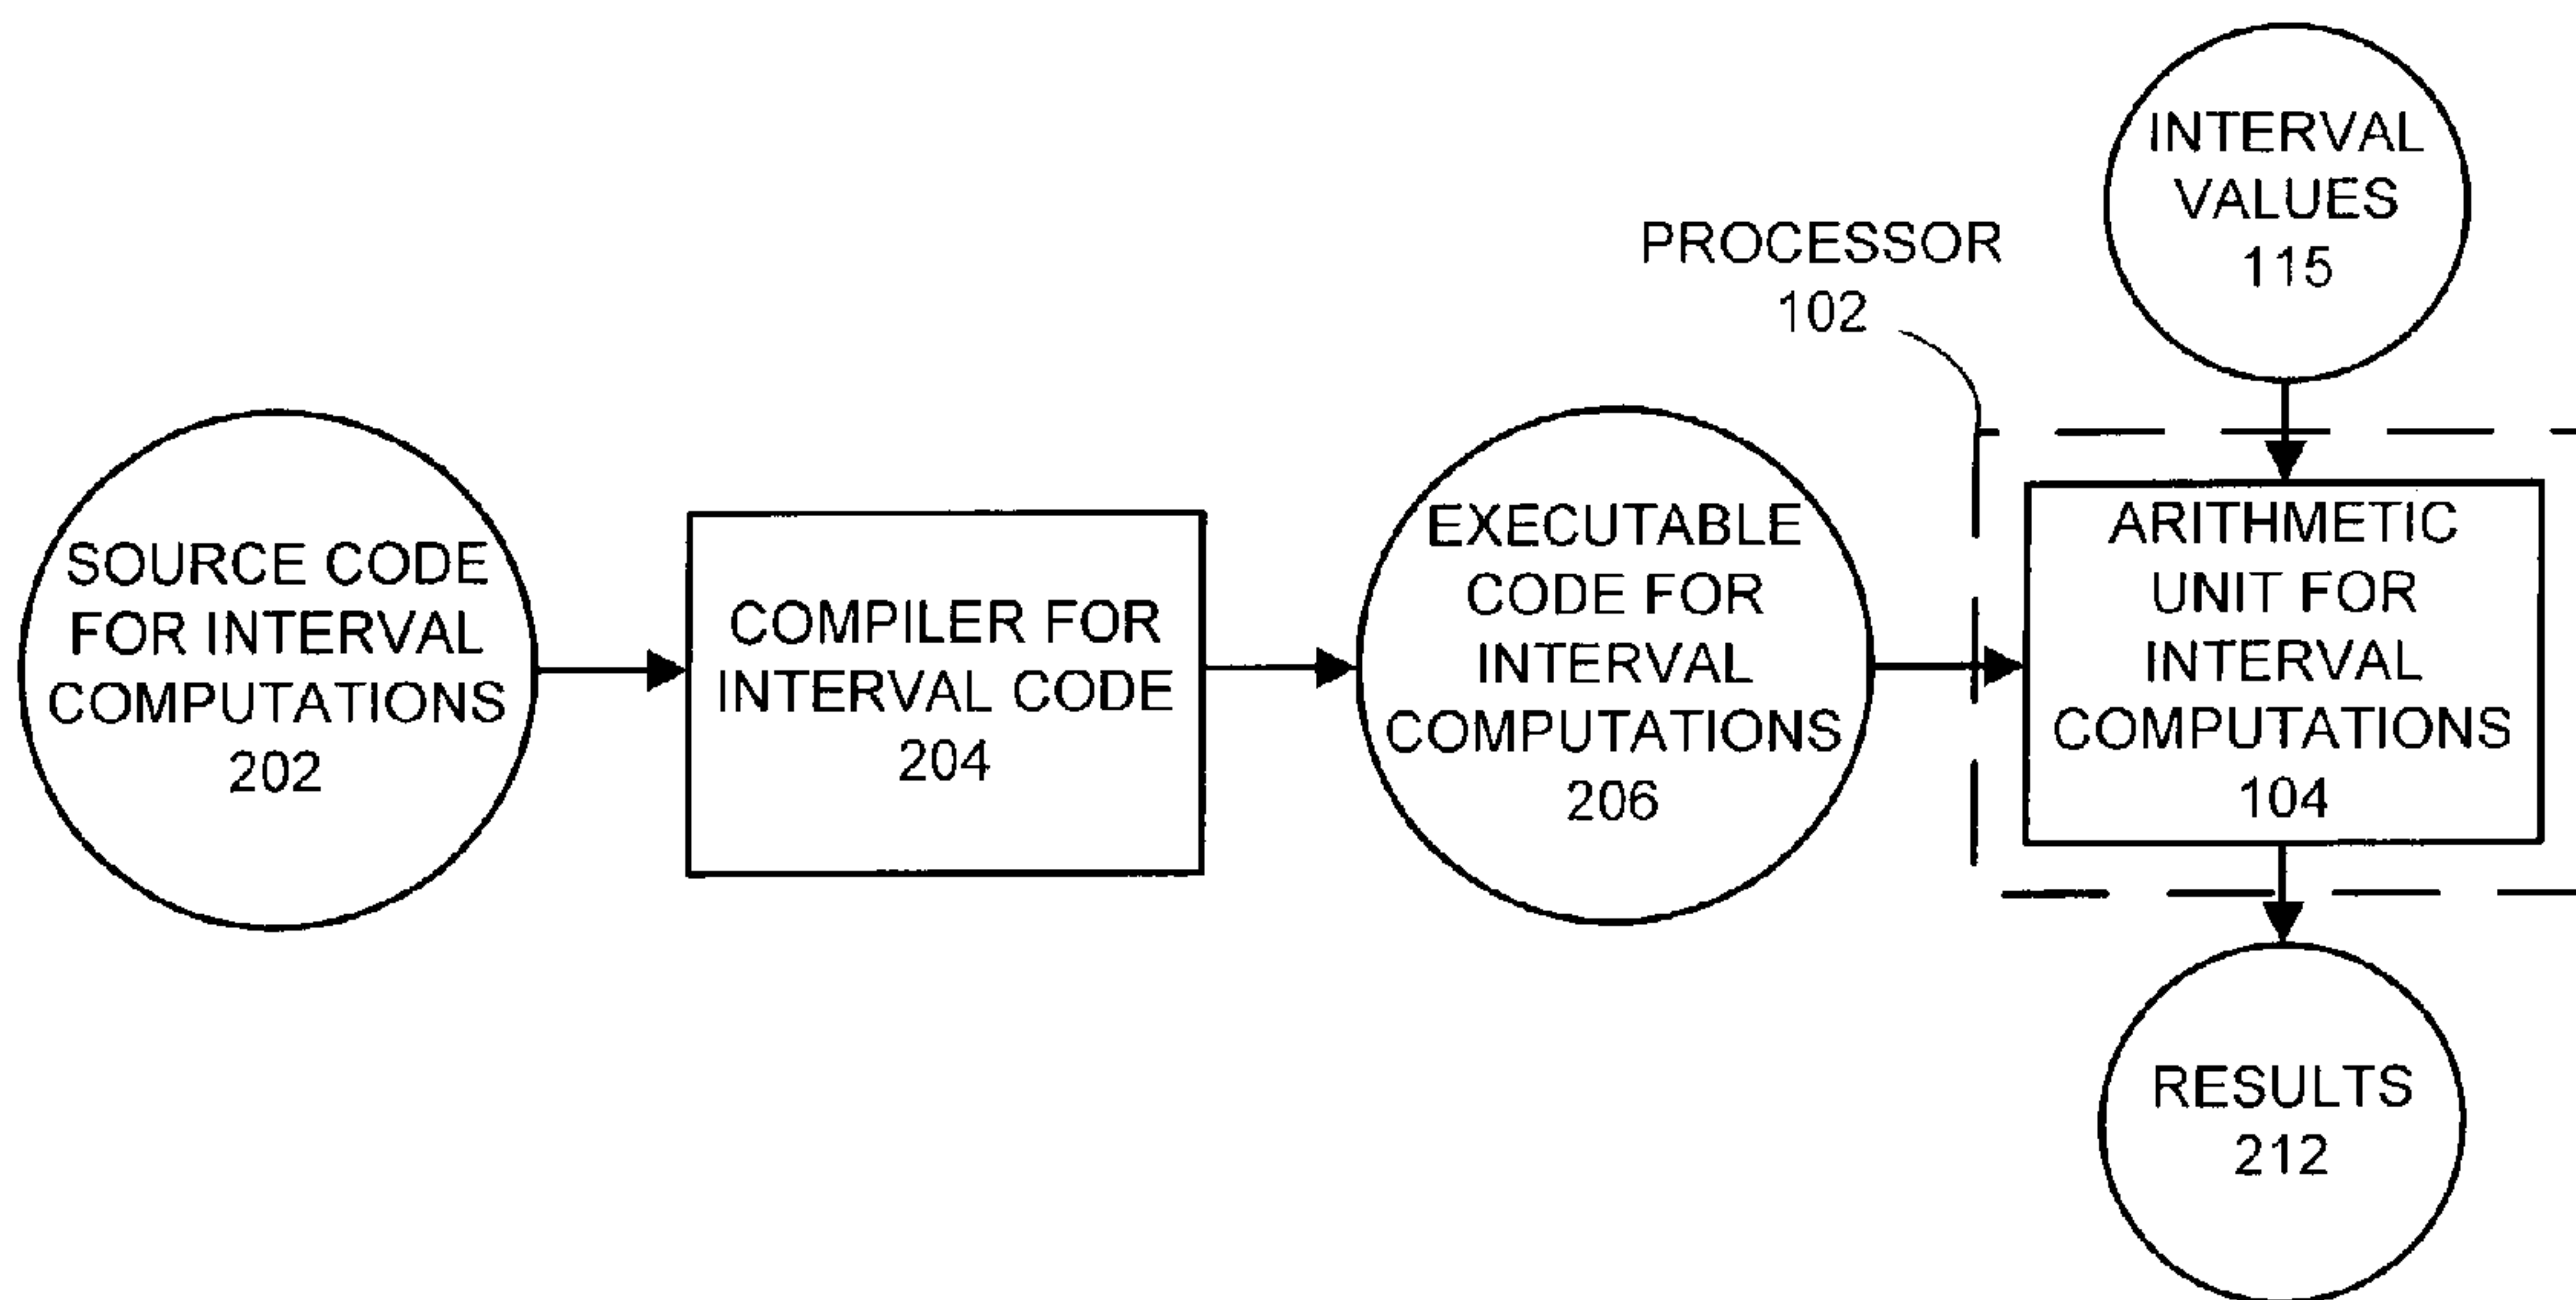 SOURCE CODE
FOR INTERVAL
COMPUTATIONS
202
COMPILER FOR
INTERVAL CODE
204
EXECUTABLE
CODE FOR
INTERVAL
COMPUTATIONS
206
PROCESSOR
102
INTERVAL
VALUES
115
ARITHMETIC
UNIT FOR
INTERVAL
COMPUTATIONS
104
RESULTS
212